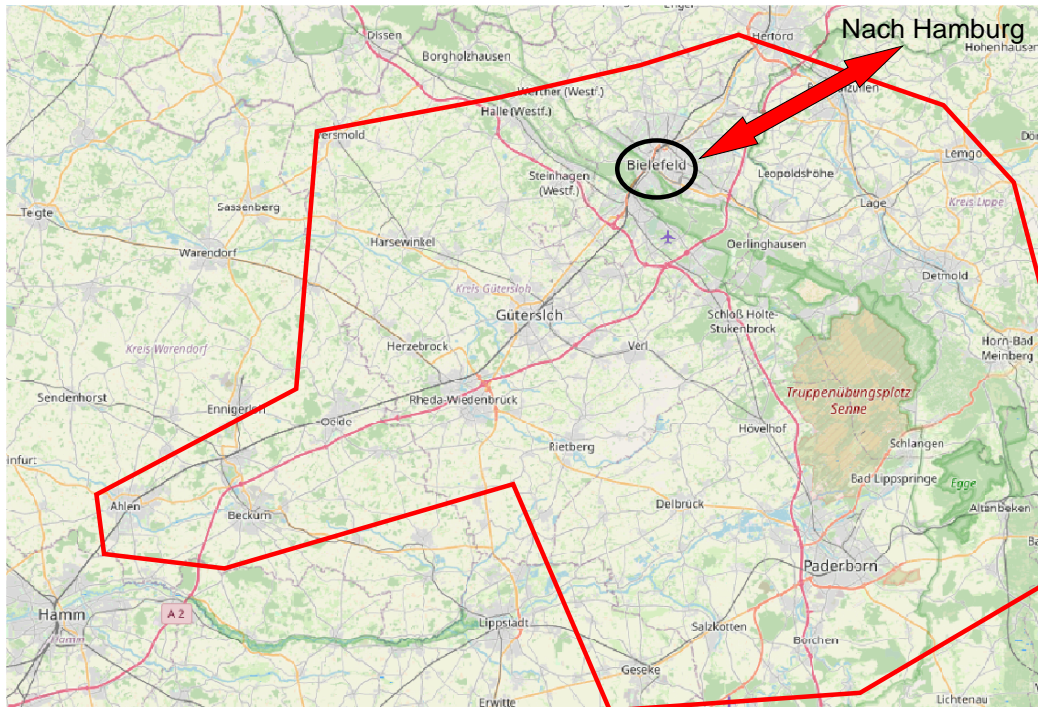 Nach Hamburg
Enger
Herford
Hohenhausen
Dissen
Borgholzhausen
Werther (Westf.)
Halle (Westf.)
Versmold
Bielefeld
Lemgo
Steinhagen
(Westf.)
Leopoldshöhe
Lage
Kreis Lippe
Telgte
Sassenberg
Harsewinkel
Oerlinghausen
Warendorf
Detmold
Kreis Gütersloh
Gütersloh
Schloß Holte-
Stukenbrock
Horn-Bad
Meinberg
Kreis Warendorf
Herzebrock
Verl
Truppenübungsplatz
Senne
Sendenhorst
Ennigerloh
Rheda-Wiedenbrück
Oelde
Hövelhof
Rietberg
Schlangen
Bad Lippspringe
Egge
Ahlen
Beckum
Delbrück
Altenbeken
Paderborn
Hamm
Hamm
A 2
Lippstadt
Salzkotten
Borchen
Geseke
Erwitte
Lichtenau